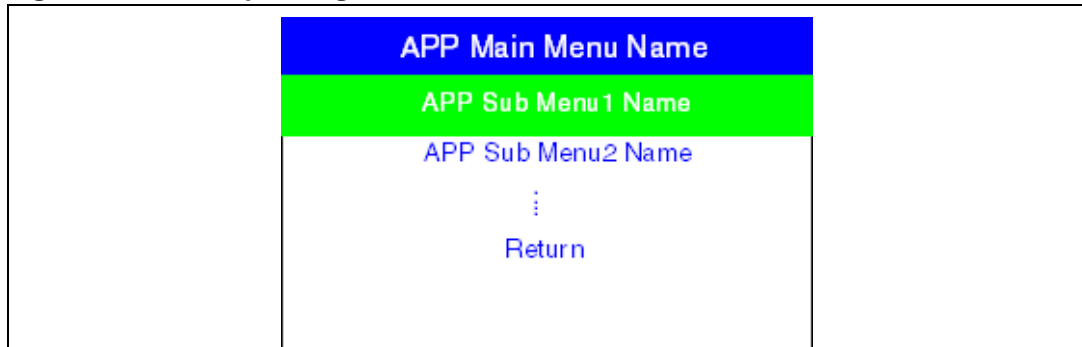 APP Main Menu Name
APP Sub Menu1 Name
APP Sub Menu2 Name
⋮
Return